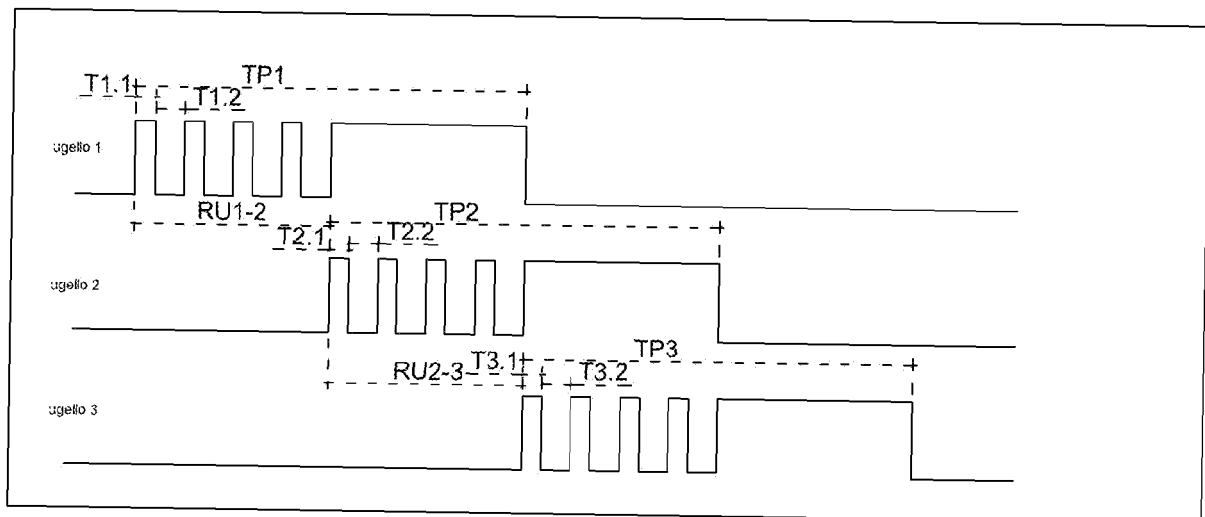 TP1
T1.1
T1.2
ugello 1
RU1-2
TP2
T2.1
T2.2
ugello 2
TP3
T3.1
RU2-3
T3.2
ugello 3